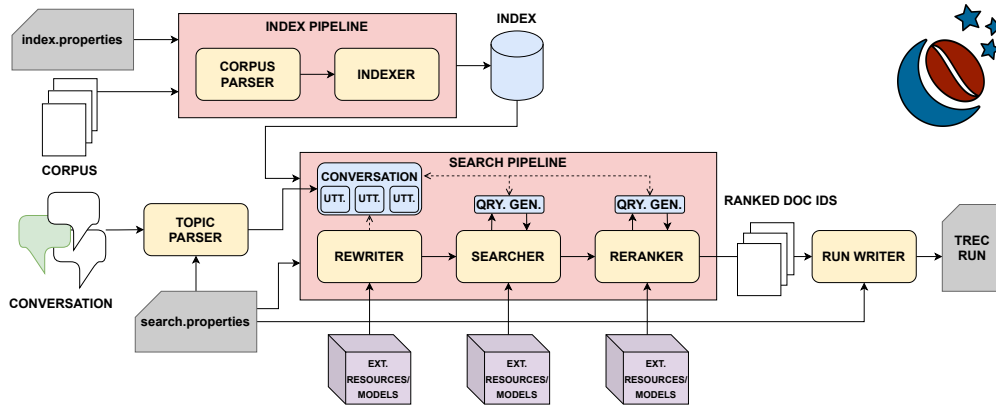 INDEX PIPELINE
INDEX
index.properties
CORPUS
PARSER
INDEXER
CORPUS
SEARCH PIPELINE
CONVERSATION
UTT.
UTT.
UTT.
QRY. GEN.
QRY. GEN.
RANKED DOC IDS
TOPIC
PARSER
REWRITER
SEARCHER
RERANKER
RUN WRITER
TREC
RUN
CONVERSATION
search.properties
EXT.
RESOURCES/
MODELS
EXT.
RESOURCES/
MODELS
EXT.
RESOURCES/
MODELS